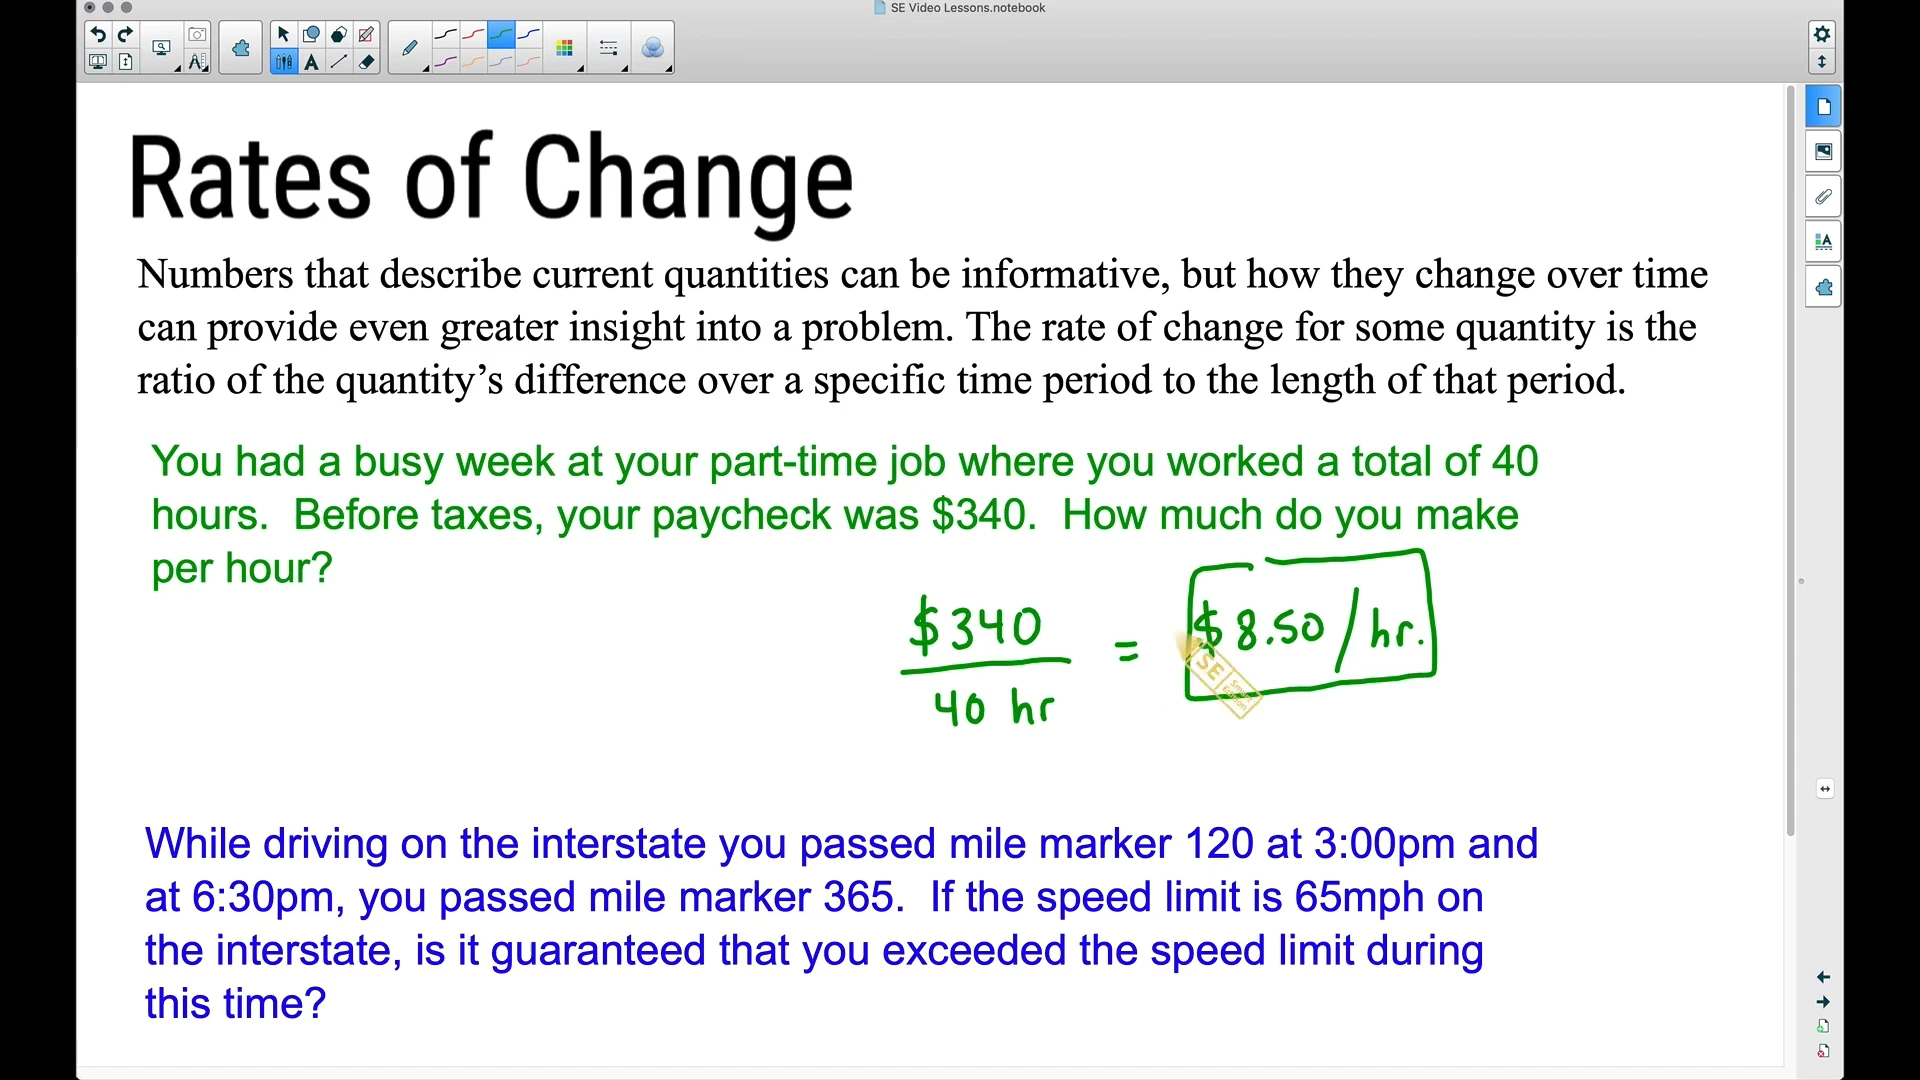 SE Video Lessons.notebook
Rates of Change
Numbers that describe current quantities can be informative, but how they change over time
can provide even greater insight into a problem. The rate of change for some quantity is the
ratio of the quantity’s difference over a specific time period to the length of that period.
You had a busy week at your part-time job where you worked a total of 40
hours.  Before taxes, your paycheck was $340.  How much do you make
per hour?
$340
40 hr
= $8.50/hr.
SE Smart Edition
While driving on the interstate you passed mile marker 120 at 3:00pm and
at 6:30pm, you passed mile marker 365.  If the speed limit is 65mph on
the interstate, is it guaranteed that you exceeded the speed limit during
this time?